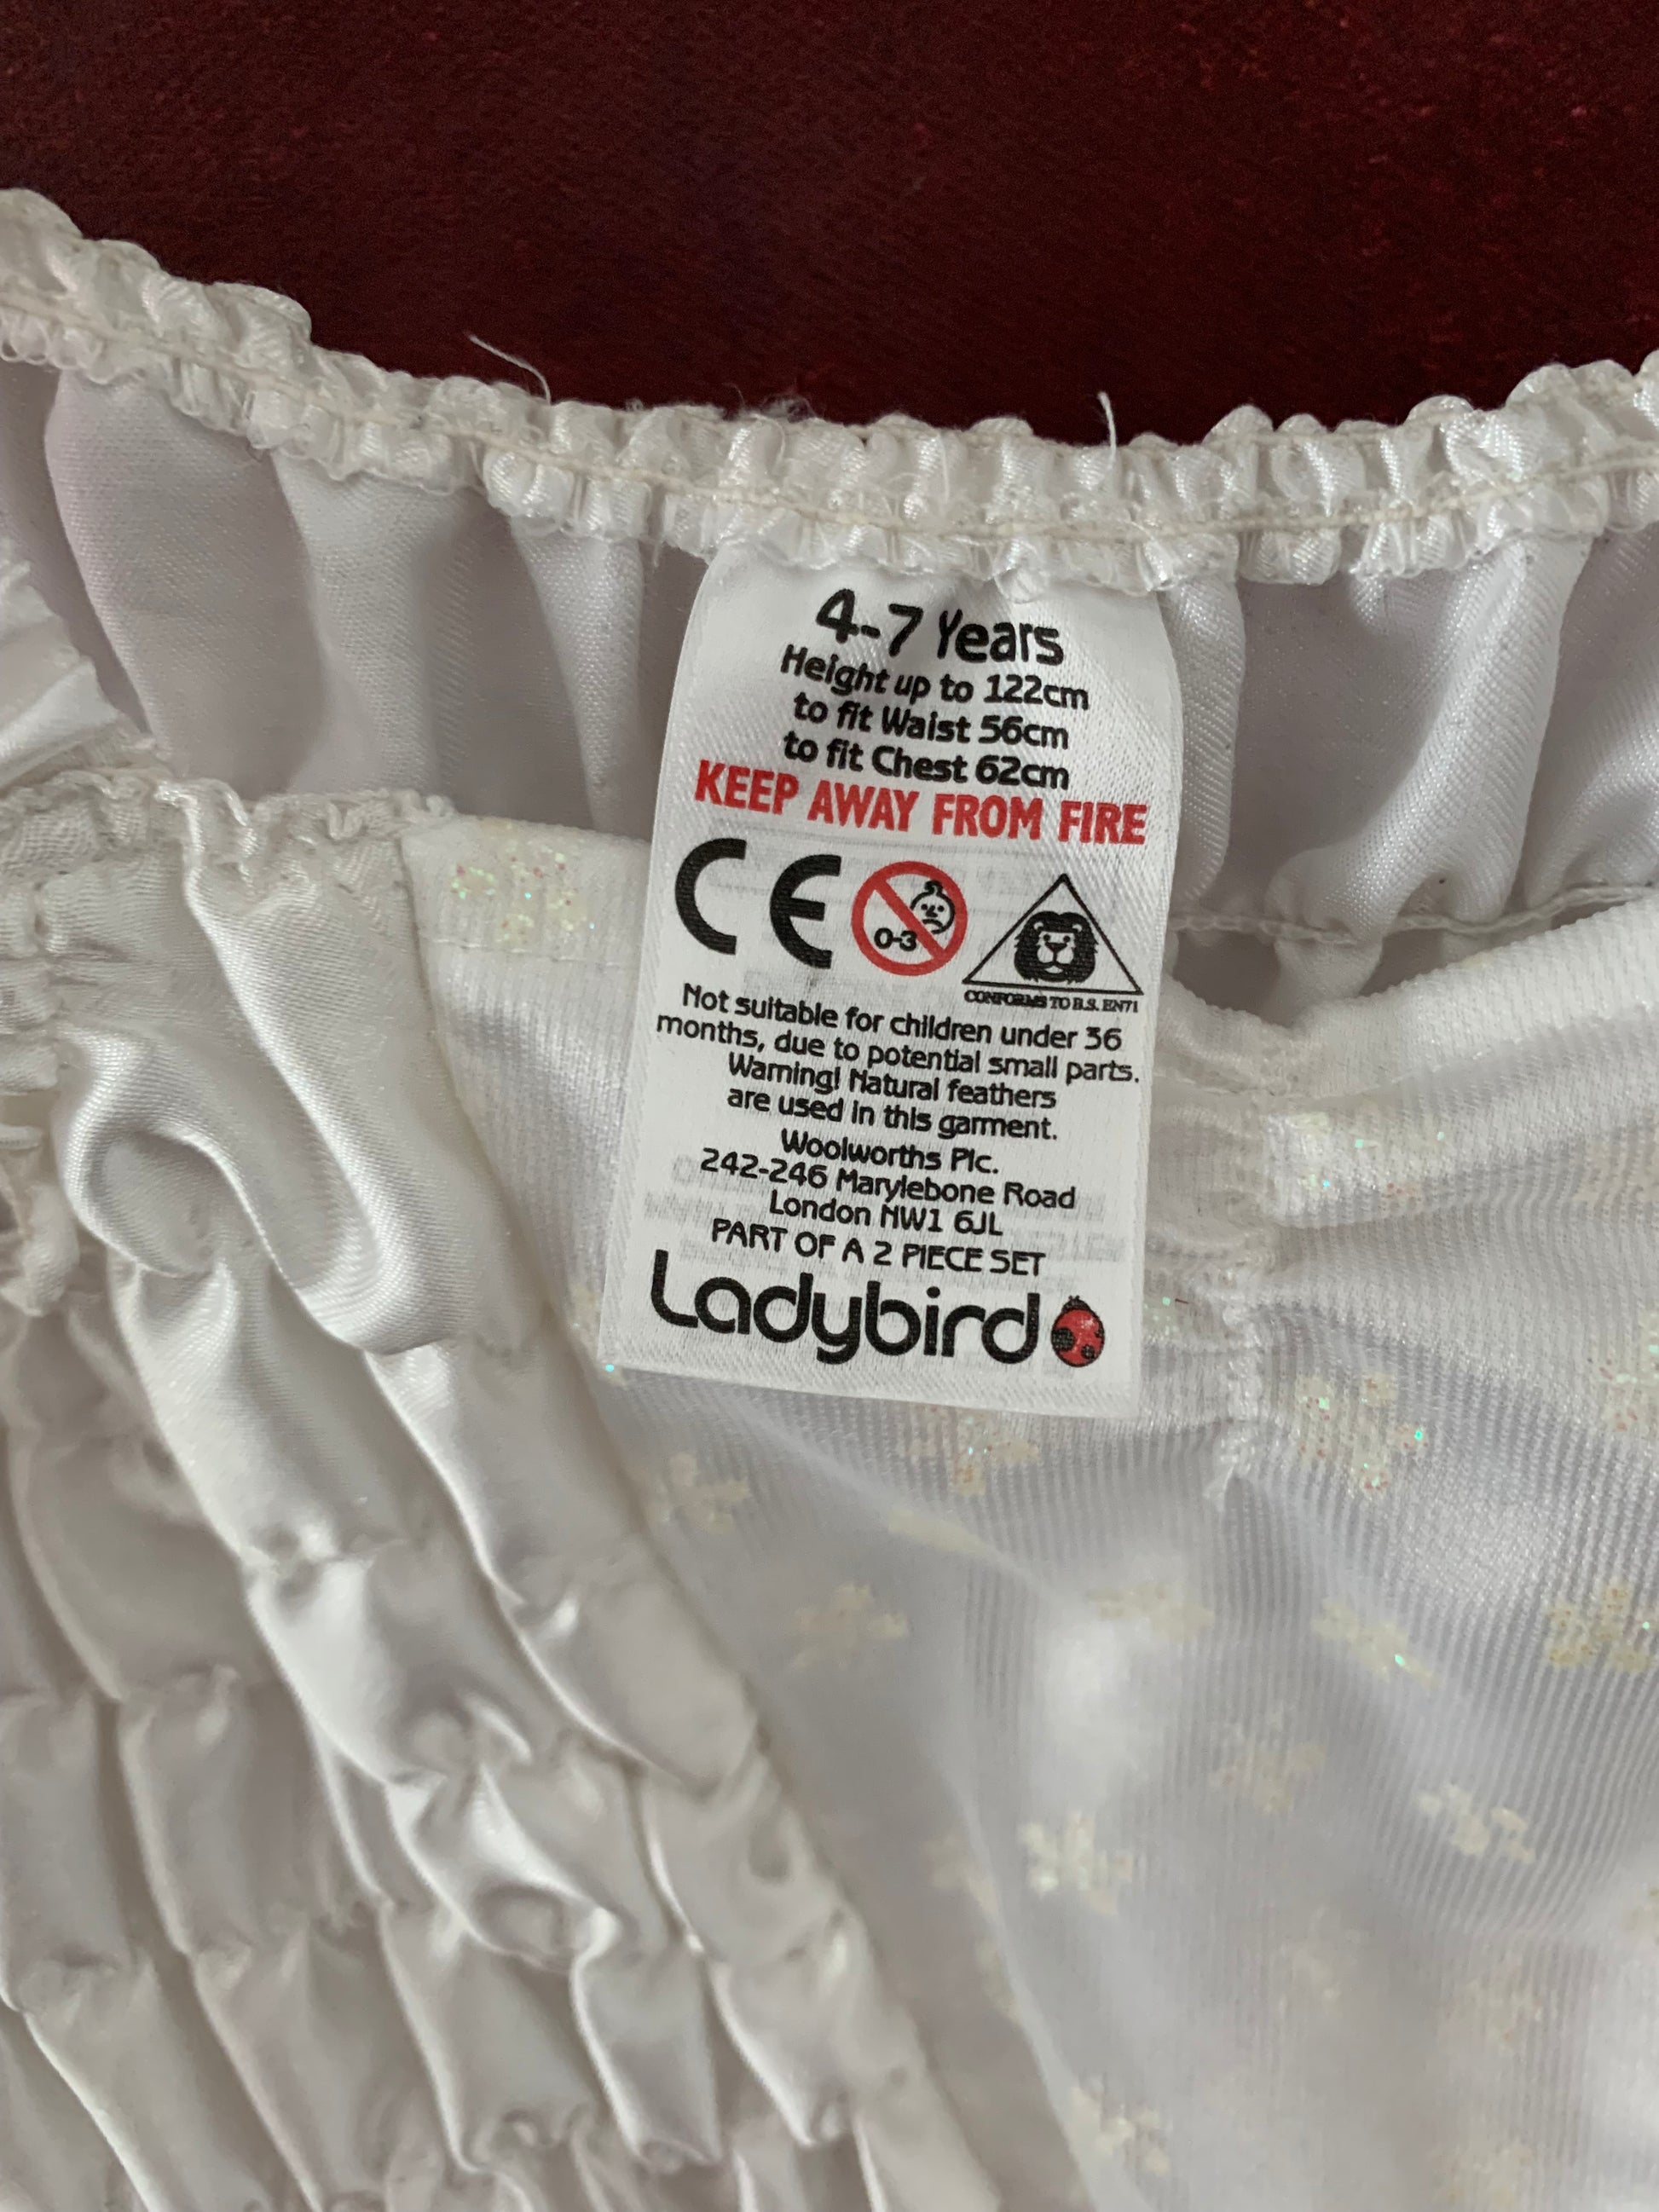 4-7 Years
Height up to 122cm
to fit Waist 56cm
to fit Chest 62cm
KEEP AWAY FROM FIRE
CE
0-3
CONFORMS TO B.S. EN71
Not suitable for children under 36
months, due to potential small parts.
Warning! Natural feathers
are used in this garment.
Woolworths Plc.
242-246 Marylebone Road
London NW1 6JL
PART OF A 2 PIECE SET
Ladybird